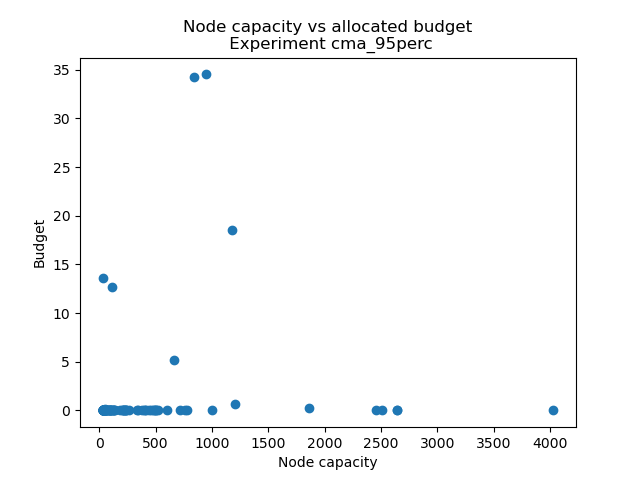 Node capacity vs allocated budget
Experiment cma_95perc
35
30
25
20
15
10
5
0
Budget
0 500 1000 1500 2000 2500 3000 3500 4000
Node capacity